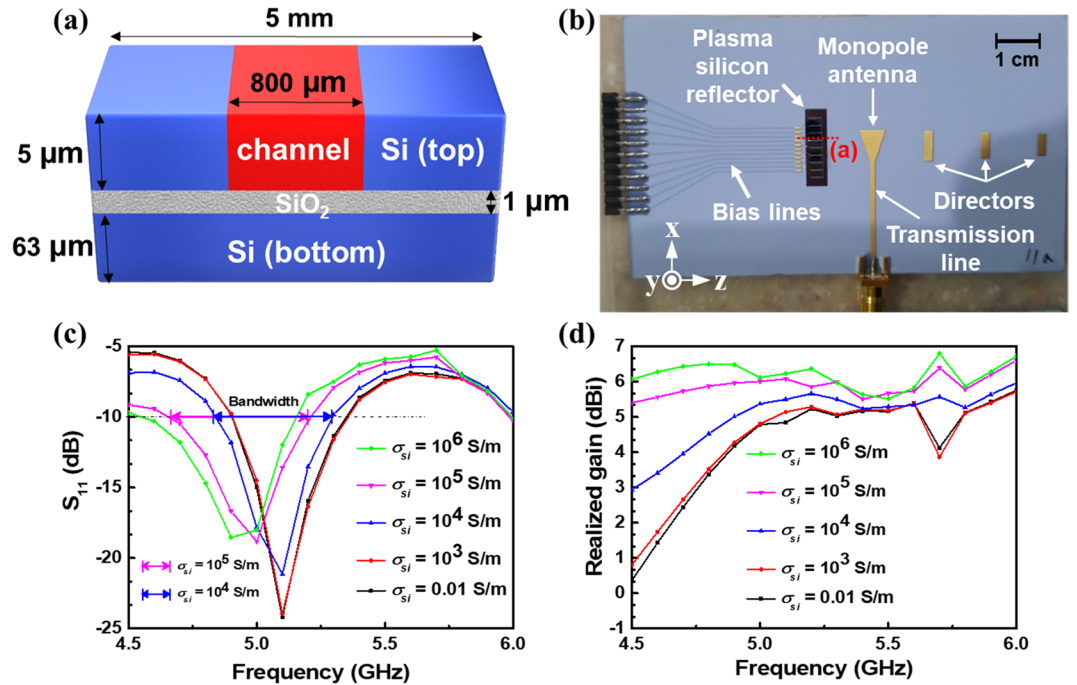 (a)
5 mm
800 µm
5 µm
channel
Si (top)
SiO2
1 µm
63 µm
Si (bottom)
(b)
Plasma
silicon
reflector
Monopole
antenna
1 cm
(a)
Bias lines
Directors
Transmission
line
x
y
z
(c)
-5
-10
-15
-20
-25
S11 (dB)
Bandwidth
σsi = 10^6 S/m
σsi = 10^5 S/m
σsi = 10^4 S/m
σsi = 10^3 S/m
σsi = 0.01 S/m
σsi = 10^5 S/m
σsi = 10^4 S/m
4.5 5.0 5.5 6.0
Frequency (GHz)
(d)
7
6
5
4
3
2
1
0
-1
Realized gain (dBi)
σsi = 10^6 S/m
σsi = 10^5 S/m
σsi = 10^4 S/m
σsi = 10^3 S/m
σsi = 0.01 S/m
4.5 5.0 5.5 6.0
Frequency (GHz)